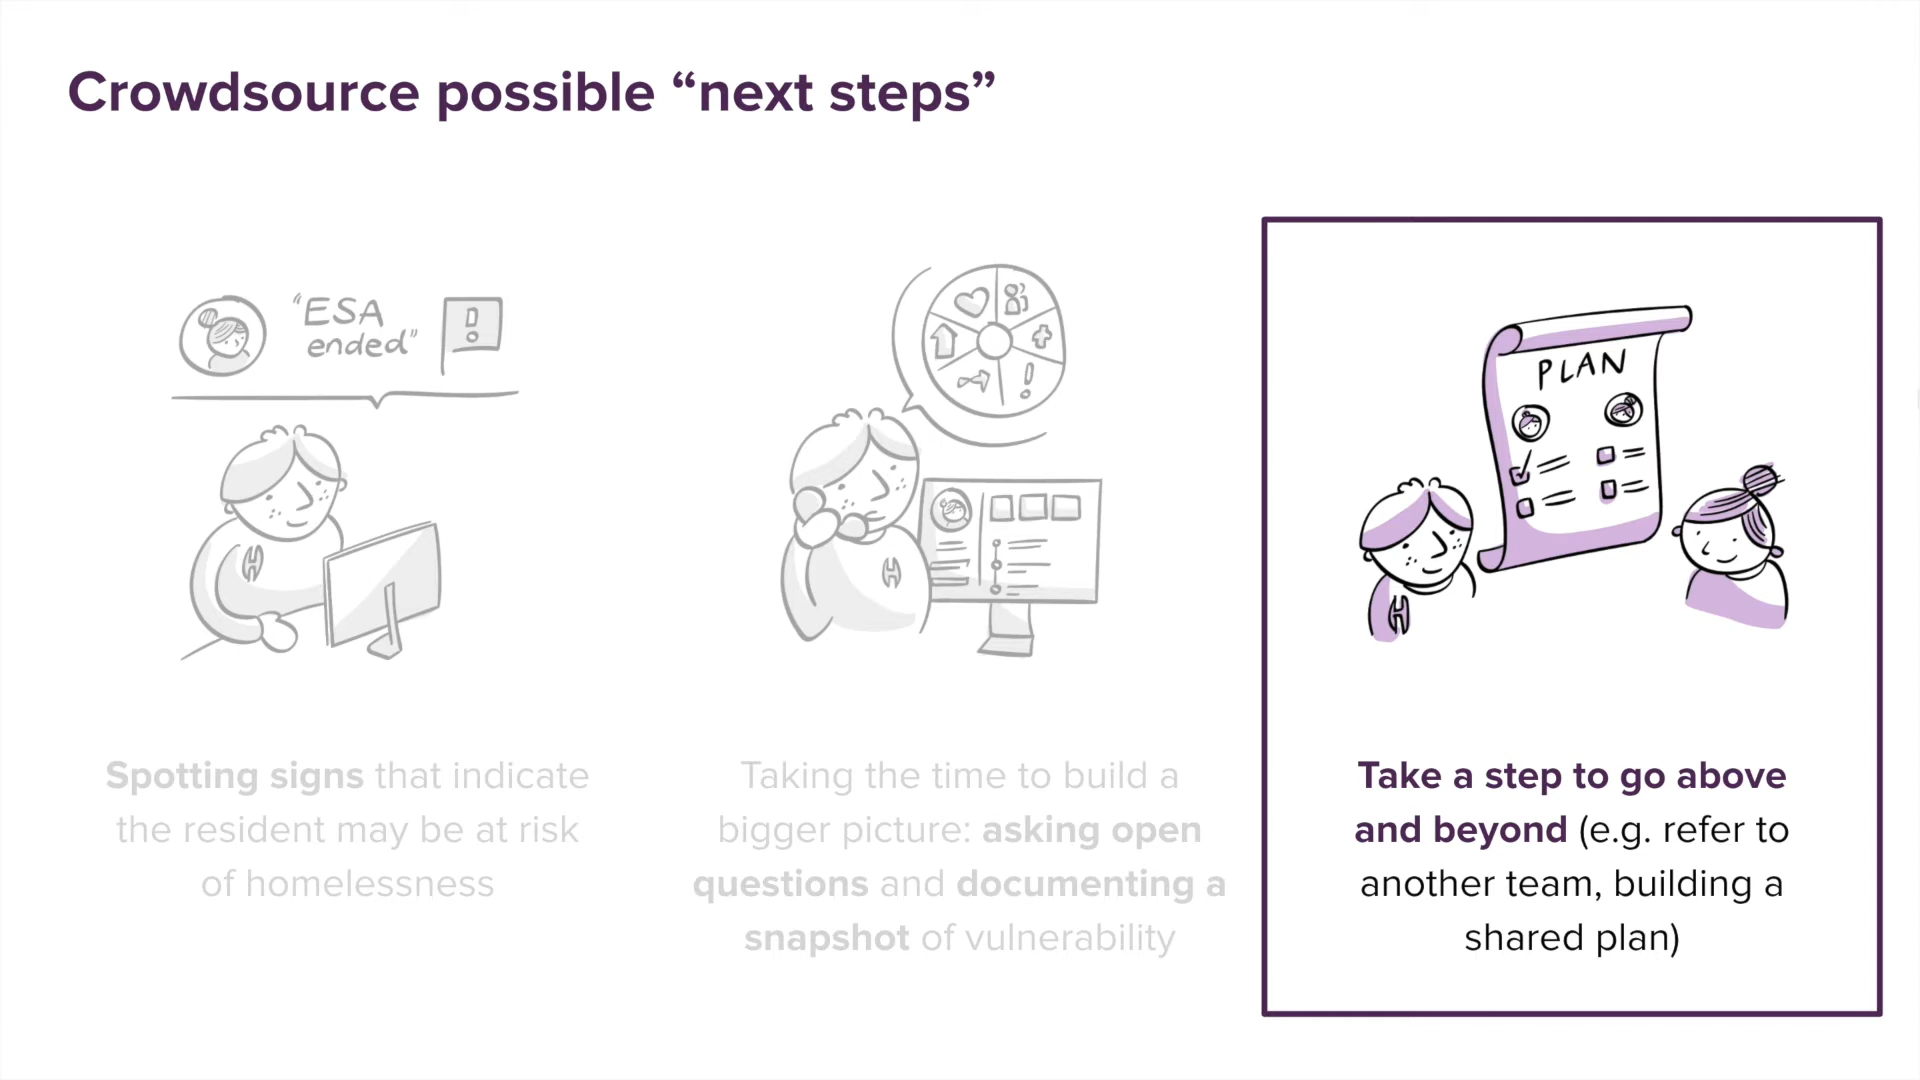 Crowdsource possible “next steps”
“ESA
ended”
PLAN
Spotting signs that indicate
the resident may be at risk
of homelessness
Taking the time to build a
bigger picture: asking open
questions and documenting a
snapshot of vulnerability
Take a step to go above
and beyond (e.g. refer to
another team, building a
shared plan)